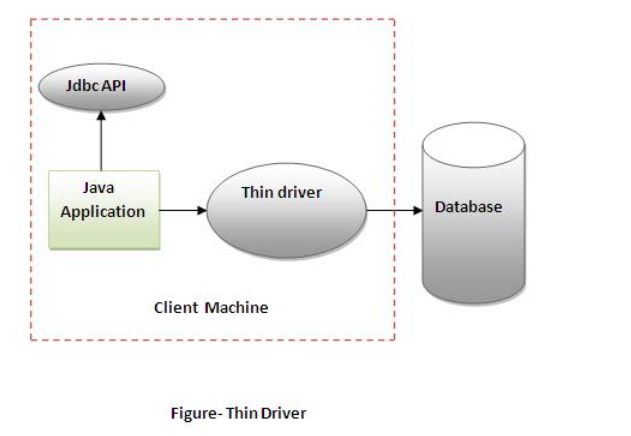 Jdbc API
Java
Application
Thin driver
Database
Client Machine
Figure- Thin Driver